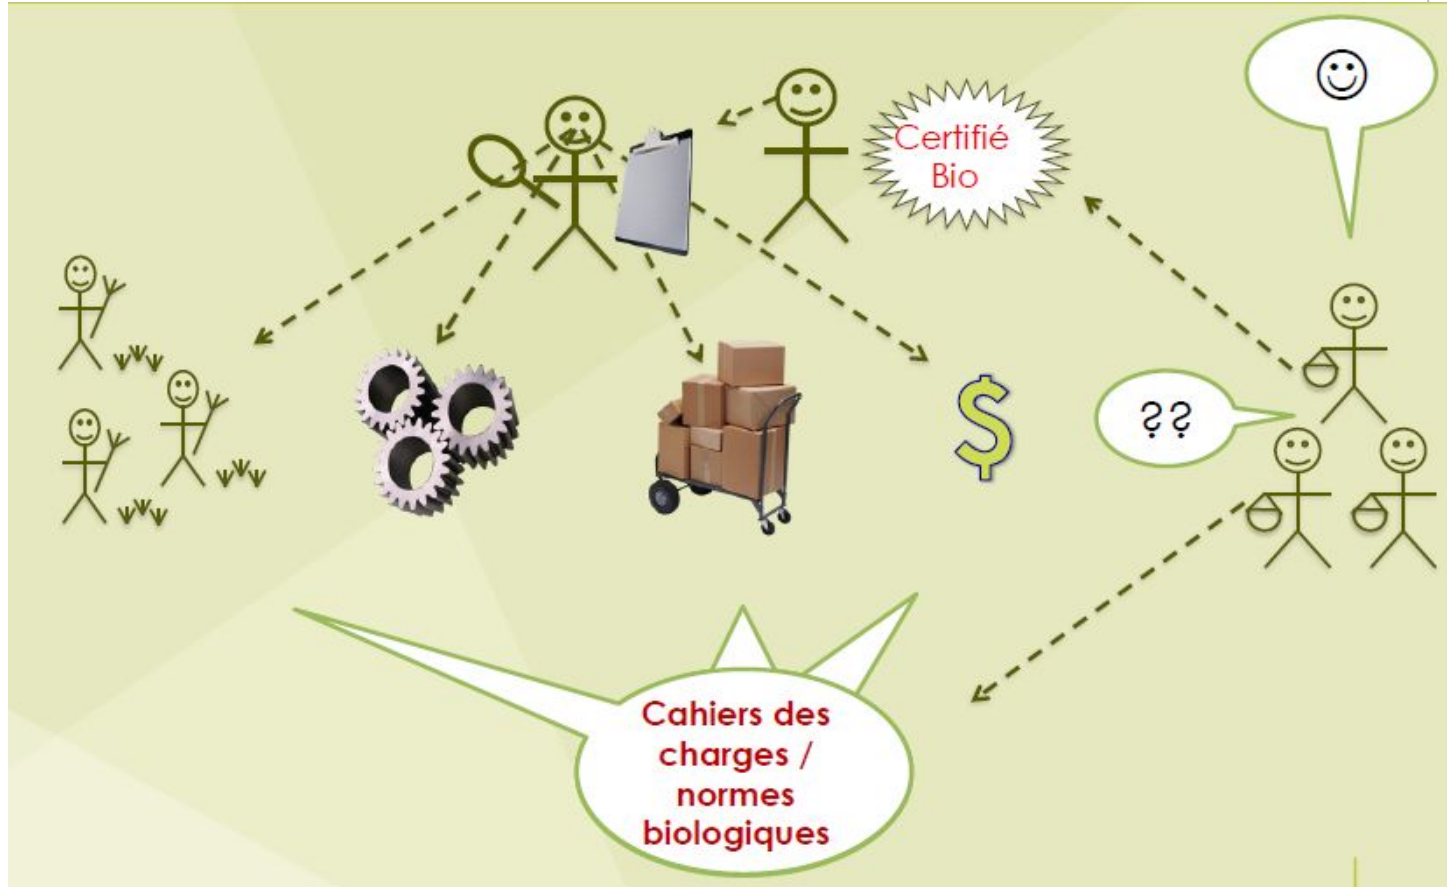 Certifié
Bio
??
$
Cahiers des
charges /
normes
biologiques